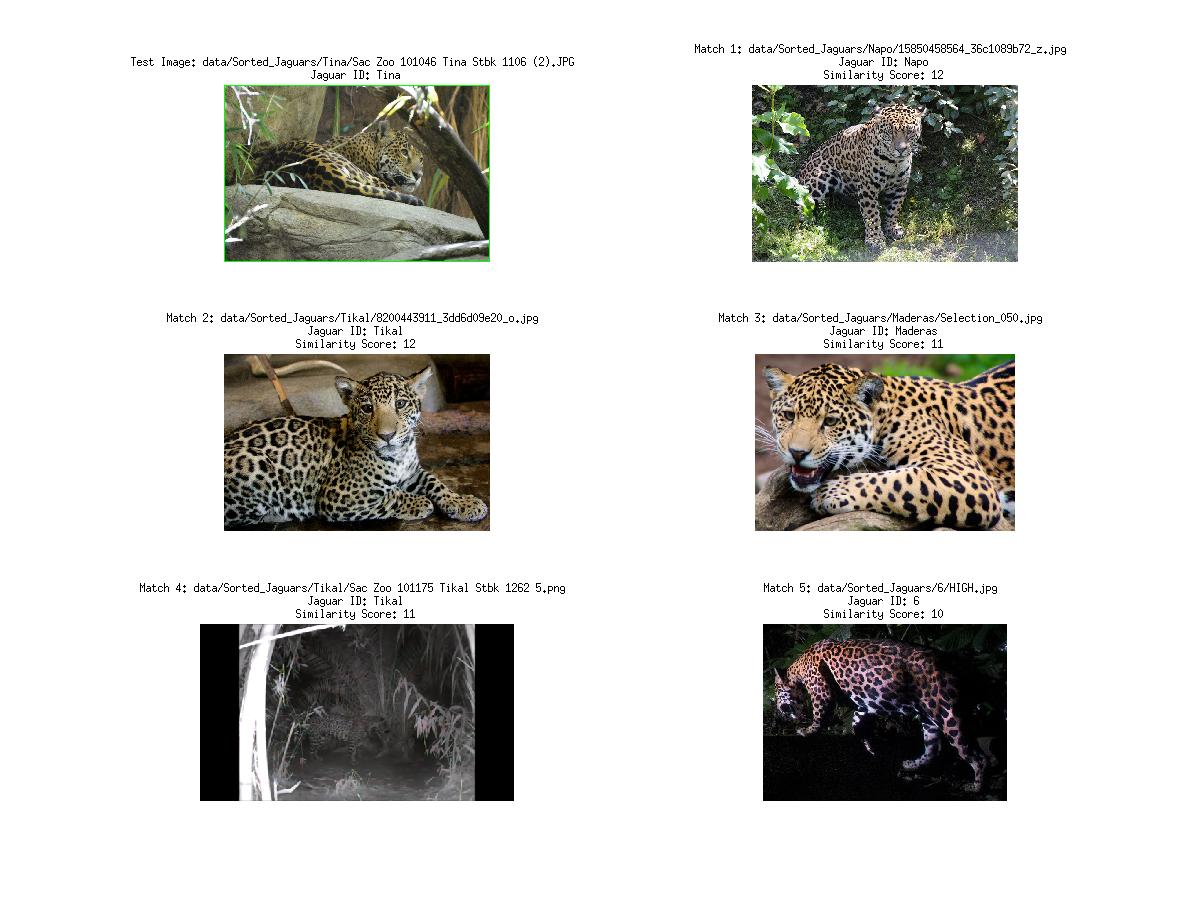 Test Image: data/Sorted_Jaguars/Tina/Sac Zoo 101046 Tina Stbk 1106 (2).JPG
Jaguar ID: Tina
Match 1: data/Sorted_Jaguars/Napo/15850458564_36c1089b72_z.jpg
Jaguar ID: Napo
Similarity Score: 12
Match 2: data/Sorted_Jaguars/Tikal/8200443911_3dd6d09e20_o.jpg
Jaguar ID: Tikal
Similarity Score: 12
Match 3: data/Sorted_Jaguars/Maderas/Selection_050.jpg
Jaguar ID: Maderas
Similarity Score: 11
Match 4: data/Sorted_Jaguars/Tikal/Sac Zoo 101175 Tikal Stbk 1262 5.png
Jaguar ID: Tikal
Similarity Score: 11
Match 5: data/Sorted_Jaguars/6/HIGH.jpg
Jaguar ID: 6
Similarity Score: 10